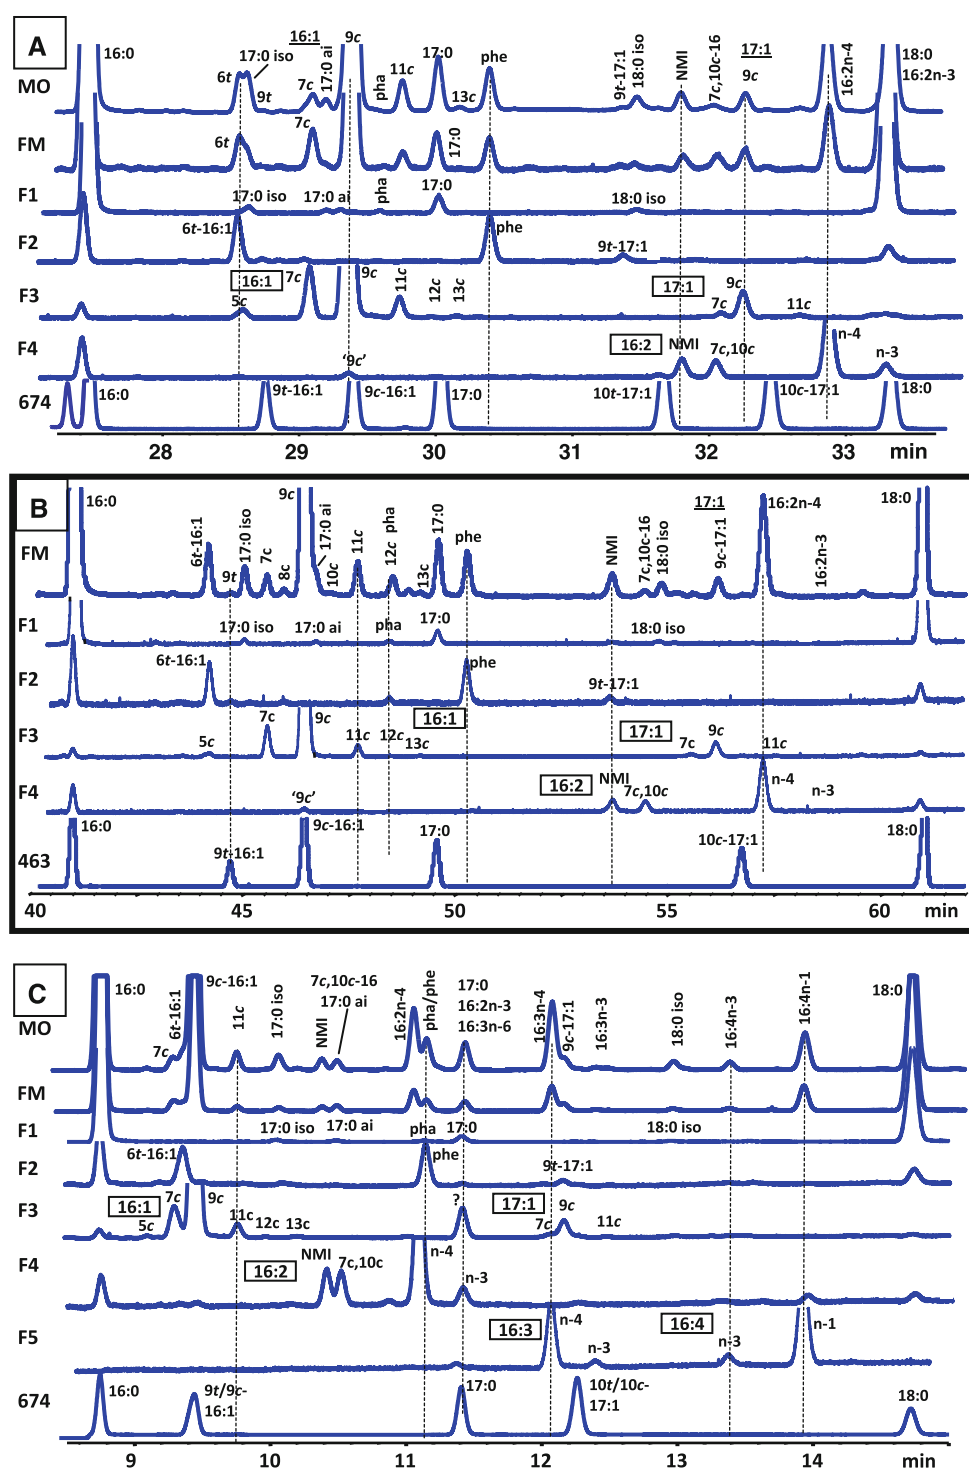 A
MO
16:0
6t
17:0 iso
9t
16:1
7c
17:0 ai
9c
pha
11c
17:0
13c
phe
9t-17:1
18:0 iso
NMI
7c,10c-16
17:1
9c
16:2n-4
18:0
16:2n-3
FM
6t
7c
17:0
F1
17:0 iso
17:0 ai
pha
17:0
18:0 iso
F2
6t-16:1
phe
9t-17:1
F3
16:1
5c
7c
9c
11c
12c
13c
17:1
7c
9c
11c
F4
'9c'
16:2
NMI
7c,10c
n-4
n-3
674
16:0
9t-16:1
9c-16:1
17:0
10t-17:1
10c-17:1
18:0
28 29 30 31 32 33 min
B
FM
16:0
6t-16:1
9t
17:0 iso
7c
8c
9c
17:0 ai
10c
11c
12c
pha
13c
17:0
phe
NMI
7c,10c-16
18:0 iso
17:1
9c-17:1
16:2n-4
16:2n-3
18:0
F1
17:0 iso
17:0 ai
pha
17:0
18:0 iso
F2
6t-16:1
phe
9t-17:1
F3
5c
7c
9c
11c
12c
13c
16:1
17:1
7c
9c
11c
F4
'9c'
16:2
NMI
7c,10c
n-4
n-3
463
16:0
9t-16:1
9c-16:1
17:0
10c-17:1
18:0
40 45 50 55 60 min
C
MO
16:0
7c
6t-16:1
9c-16:1
11c
17:0 iso
NMI
7c,10c-16
17:0 ai
16:2n-4
pha/phe
17:0
16:2n-3
16:3n-6
16:3n-4
9c-17:1
16:3n-3
18:0 iso
16:4n-3
16:4n-1
18:0
FM
F1
17:0 iso
17:0 ai
pha
17:0
18:0 iso
F2
6t-16:1
phe
9t-17:1
F3
16:1
5c
7c
9c
11c
12c
13c
?
17:1
7c
9c
11c
F4
16:2
NMI
7c,10c
n-4
n-3
F5
16:3
n-4
n-3
16:4
n-3
n-1
674
16:0
9t/9c-
16:1
17:0
10t/10c-
17:1
18:0
9 10 11 12 13 14 min